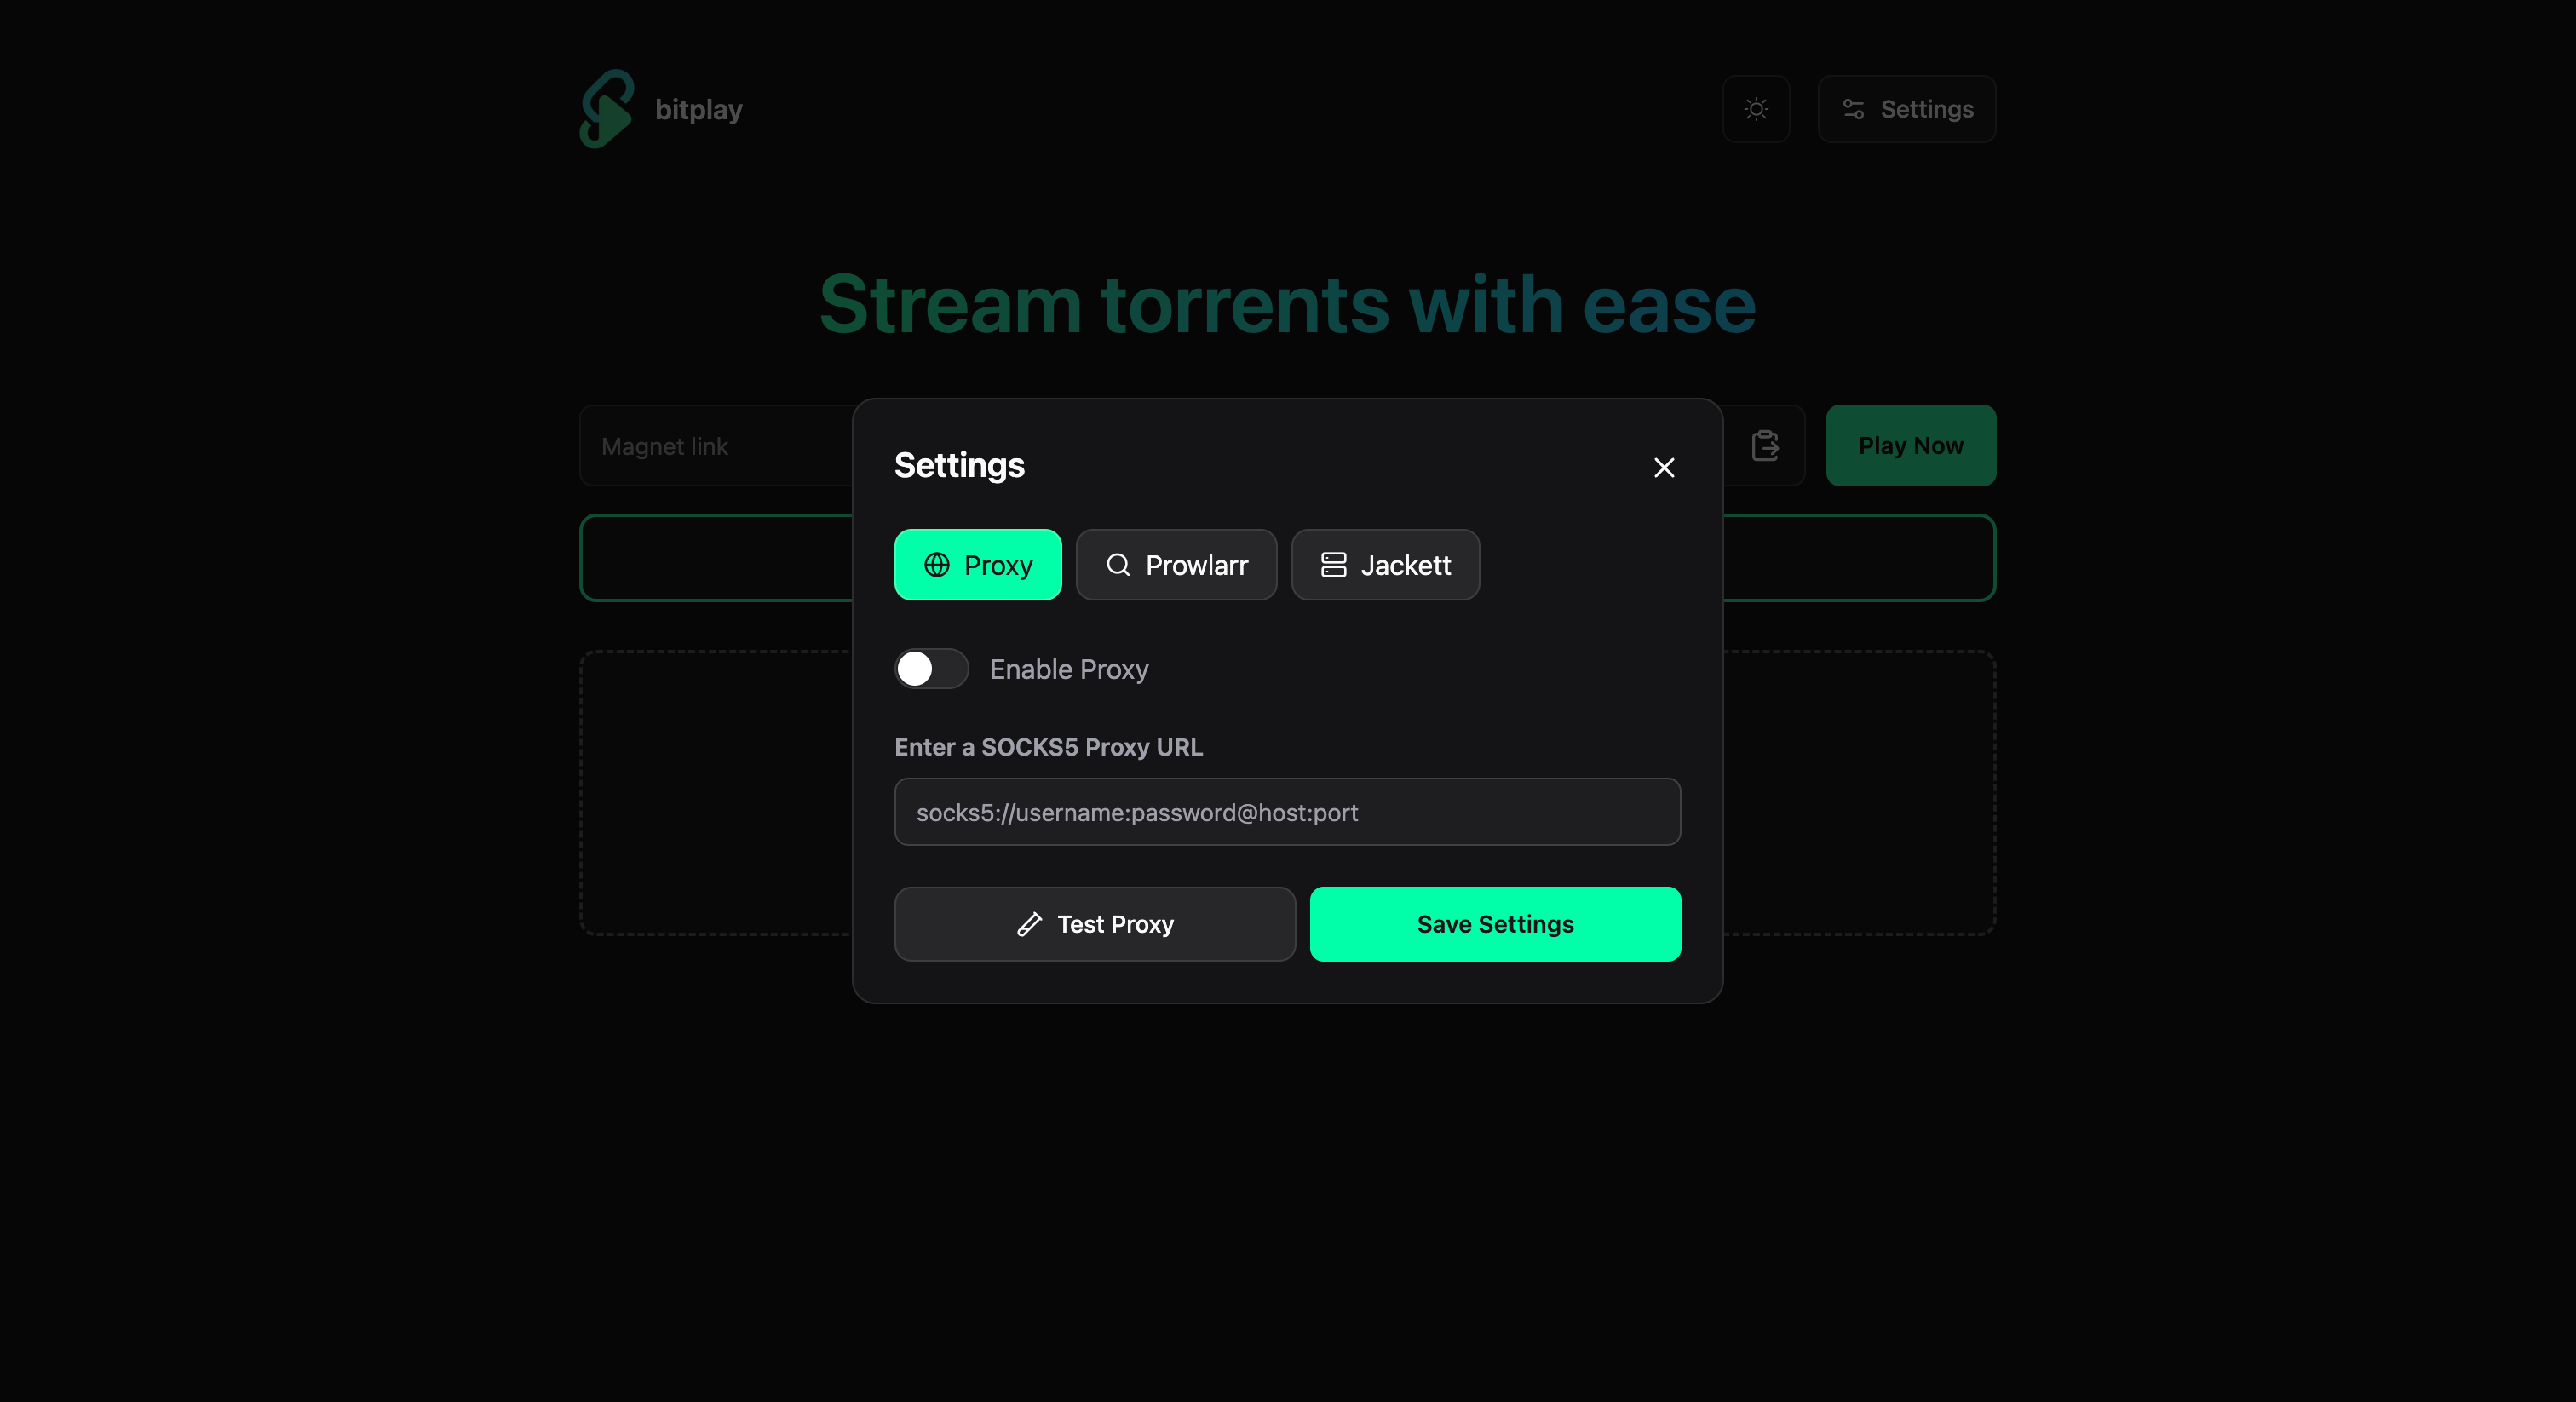 bitplay
Settings
Stream torrents with ease
Magnet link
Play Now
Settings
Proxy
Prowlarr
Jackett
Enable Proxy
Enter a SOCKS5 Proxy URL
socks5://username:password@host:port
Test Proxy
Save Settings